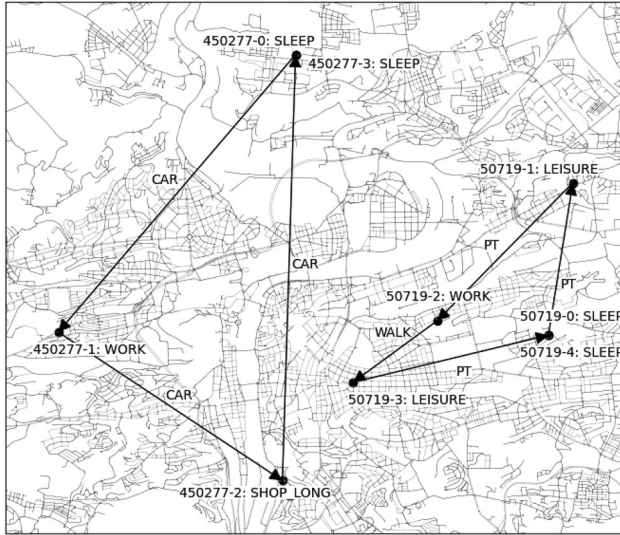 450277-0: SLEEP
450277-3: SLEEP
50719-1: LEISURE
CAR
PT
CAR
PT
50719-2: WORK
50719-0: SLEEP
WALK
450277-1: WORK
50719-4: SLEEP
PT
CAR
50719-3: LEISURE
450277-2: SHOP_LONG